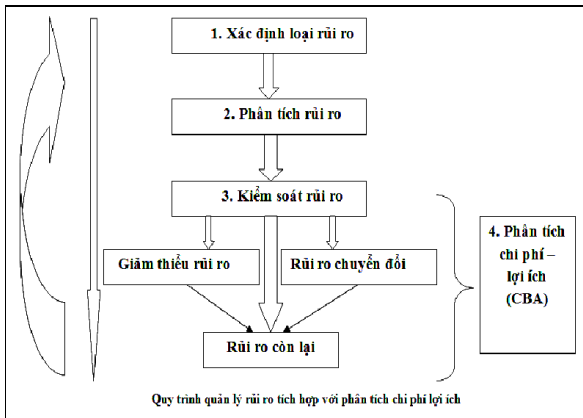 1. Xác định loại rủi ro
2. Phân tích rủi ro
3. Kiểm soát rủi ro
Giảm thiểu rủi ro
Rủi ro chuyển đổi
4. Phân tích
chi phí –
lợi ích
(CBA)
Rủi ro còn lại
Quy trình quản lý rủi ro tích hợp với phân tích chi phí lợi ích